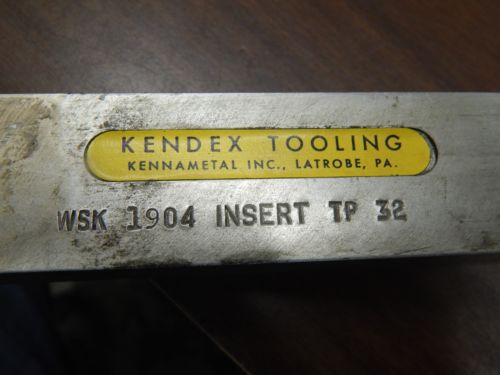 KENDEX TOOLING
KENNAMETAL INC., LATROBE, PA.
WSK 1904 INSERT TP 32